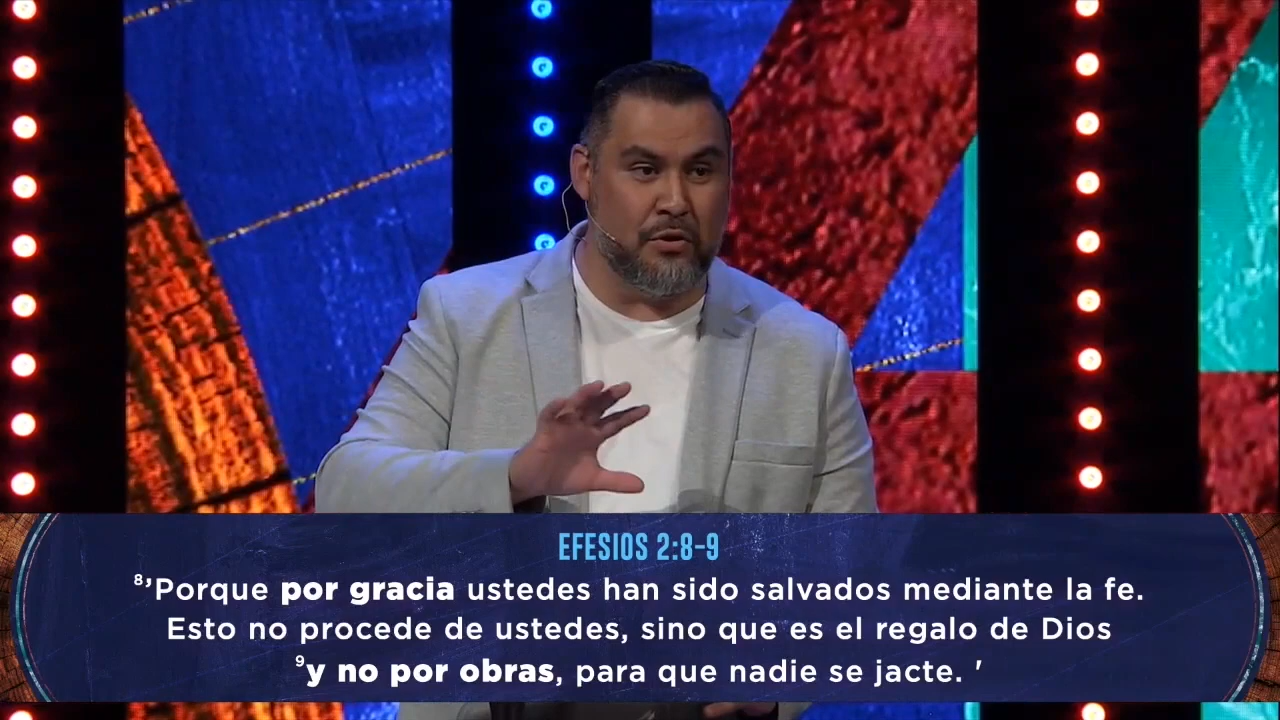 EFESIOS 2:8-9
⁸’Porque por gracia ustedes han sido salvados mediante la fe.
Esto no procede de ustedes, sino que es el regalo de Dios
⁹y no por obras, para que nadie se jacte. '